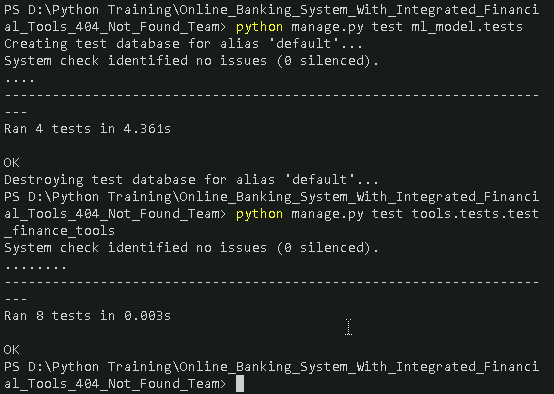 PS D:\Python Training\Online_Banking_System_With_Integrated_Financi
al_Tools_404_Not_Found_Team> python manage.py test ml_model.tests
Creating test database for alias 'default'...
System check identified no issues (0 silenced).
....
----------------------------------------------------------------------
Ran 4 tests in 4.361s
OK
Destroying test database for alias 'default'...
PS D:\Python Training\Online_Banking_System_With_Integrated_Financi
al_Tools_404_Not_Found_Team> python manage.py test tools.tests.test
_finance_tools
System check identified no issues (0 silenced).
........
----------------------------------------------------------------------
Ran 8 tests in 0.003s
OK
PS D:\Python Training\Online_Banking_System_With_Integrated_Financi
al_Tools_404_Not_Found_Team>